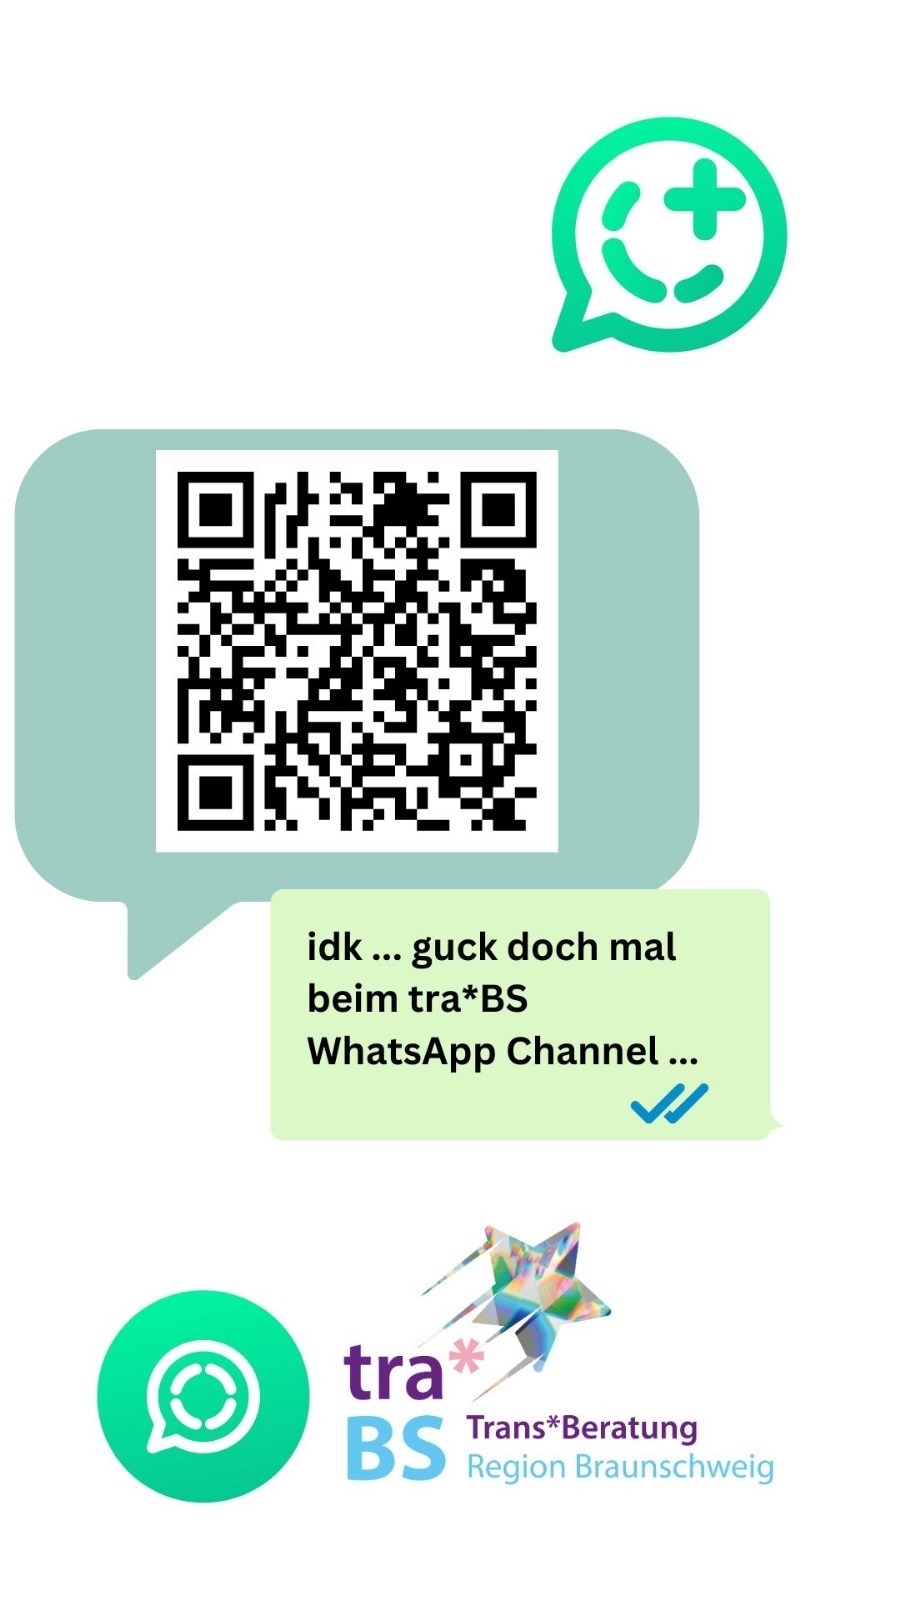 idk ... guck doch mal
beim tra*BS
WhatsApp Channel ...
tra*
BS
Trans*Beratung
Region Braunschweig